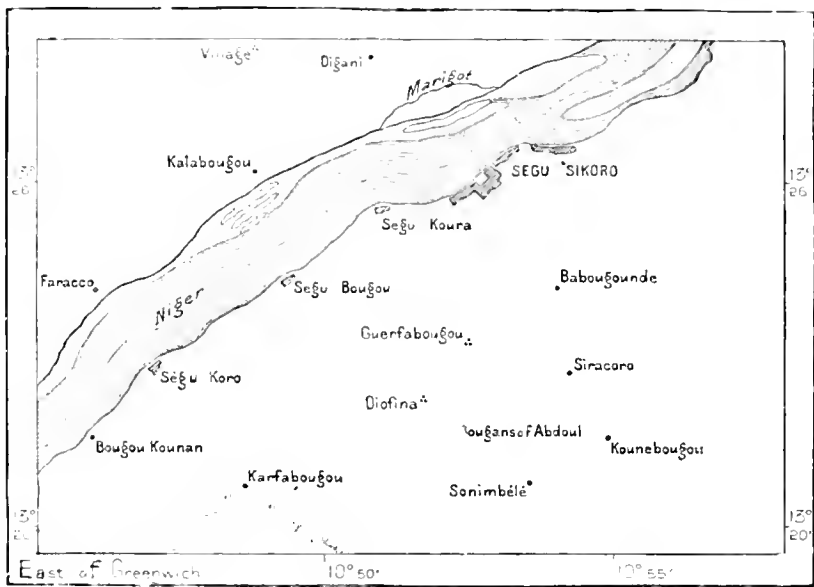 Village
Digani
Marigot
Kalabougou
13°
26'
13°
26'
SEGU SIKORO
Segu Koura
Faracco
Niger
Segu Bougou
Babougounde
Guerfabougou
Segu Koro
Siracoro
Diofina
of Abdoul
Bougou Kounan
Kounebougou
Karfabougou
Sonimbélé
13°
20'
13°
20'
East of Greenwich
10°50'
10°55'